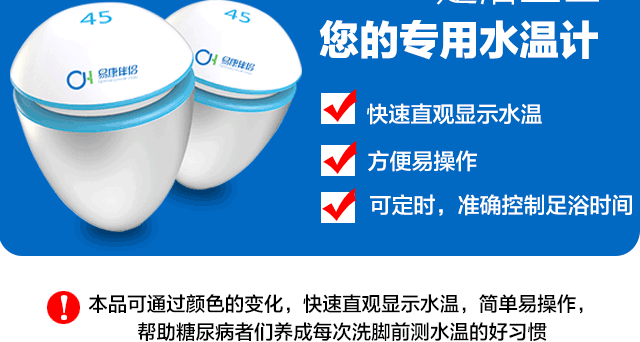 您的专用水温计
45
45
易康伴侣
快速直观显示水温
方便易操作
可定时，准确控制足浴时间
本品可通过颜色的变化，快速直观显示水温，简单易操作，
帮助糖尿病者们养成每次洗脚前测水温的好习惯